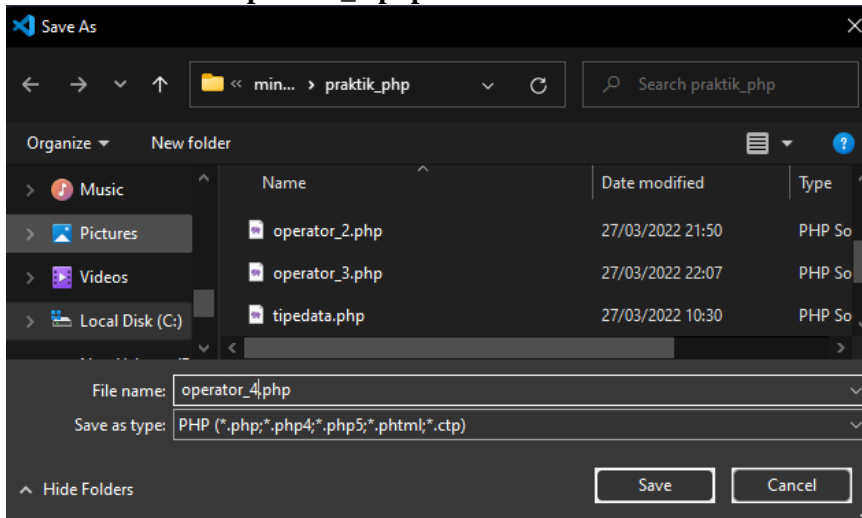 Save As
« min... › praktik_php
Search praktik_php
Organize
New folder
Name
Date modified
Type
Music
Pictures
operator_2.php
27/03/2022 21:50
PHP So
Videos
operator_3.php
27/03/2022 22:07
PHP So
Local Disk (C:)
tipedata.php
27/03/2022 10:30
PHP So
File name: operator_4.php
Save as type: PHP (*.php;*.php4;*.php5;*.phtml;*.ctp)
Hide Folders
Save
Cancel